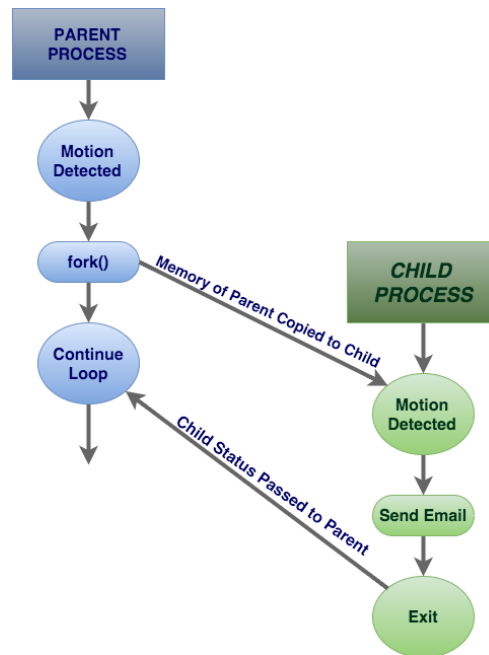 PARENT
PROCESS
Motion
Detected
fork()
Memory of Parent Copied to Child
CHILD
PROCESS
Continue
Loop
Motion
Detected
Child Status Passed to Parent
Send Email
Exit